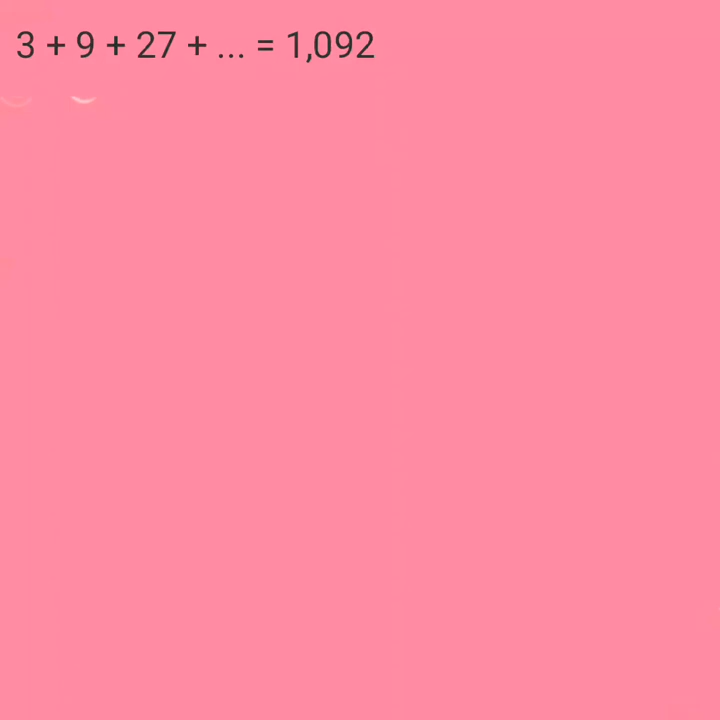 3 + 9 + 27 + ... = 1,092